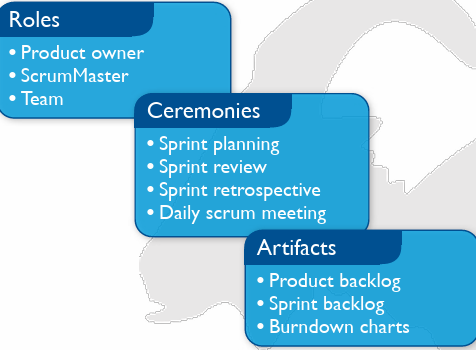 Roles
• Product owner
• ScrumMaster
• Team
Ceremonies
• Sprint planning
• Sprint review
• Sprint retrospective
• Daily scrum meeting
Artifacts
• Product backlog
• Sprint backlog
• Burndown charts